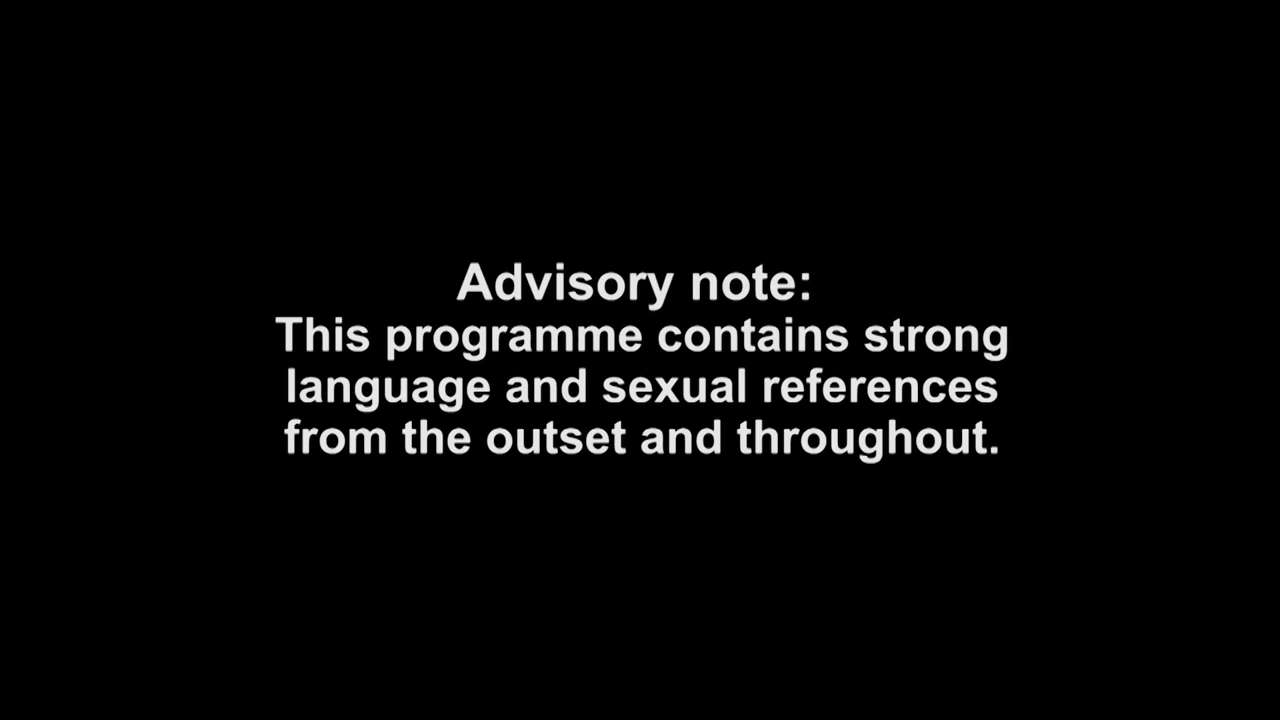 Advisory note:
This programme contains strong
language and sexual references
from the outset and throughout.